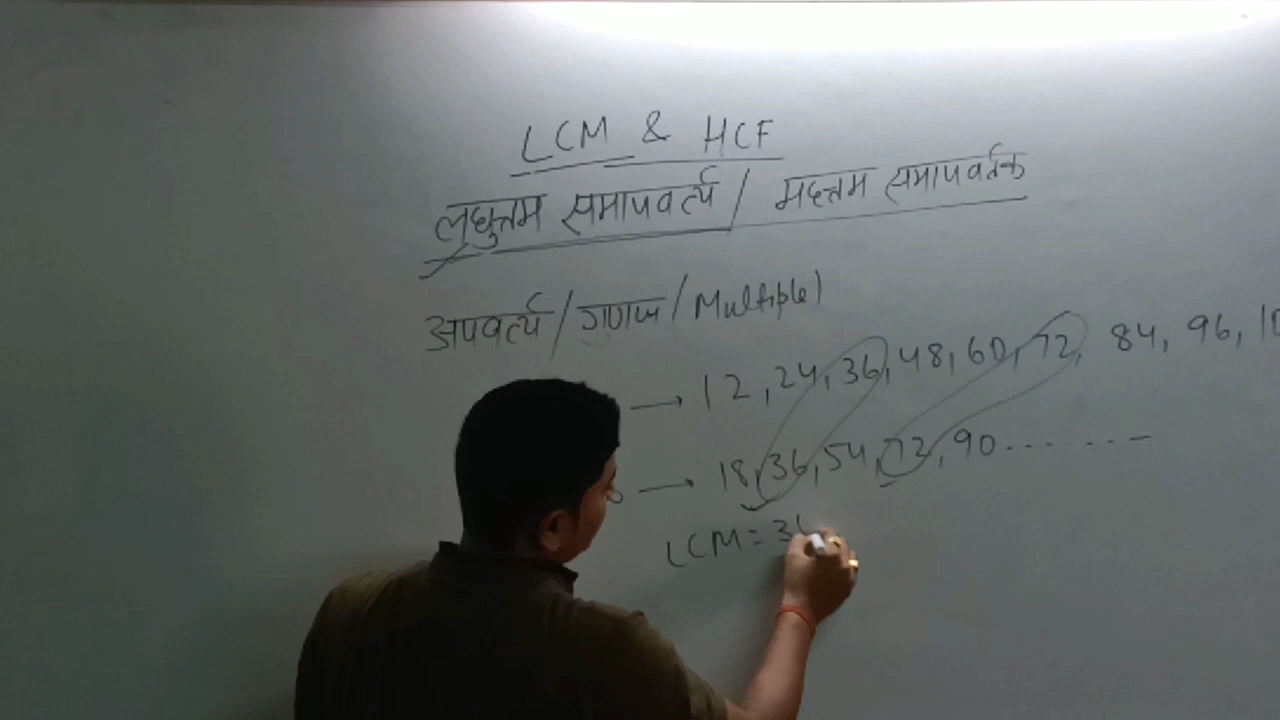 LCM & HCF
लघुत्तम समापवर्त्य / महत्तम समापवर्तक
अपवर्त्य / गुणज / Multiple)
→ 12, 24, 36, 48, 60, 72, 84, 96, 10
→ 18, 36, 54, 72, 90.... ... -
LCM = 36